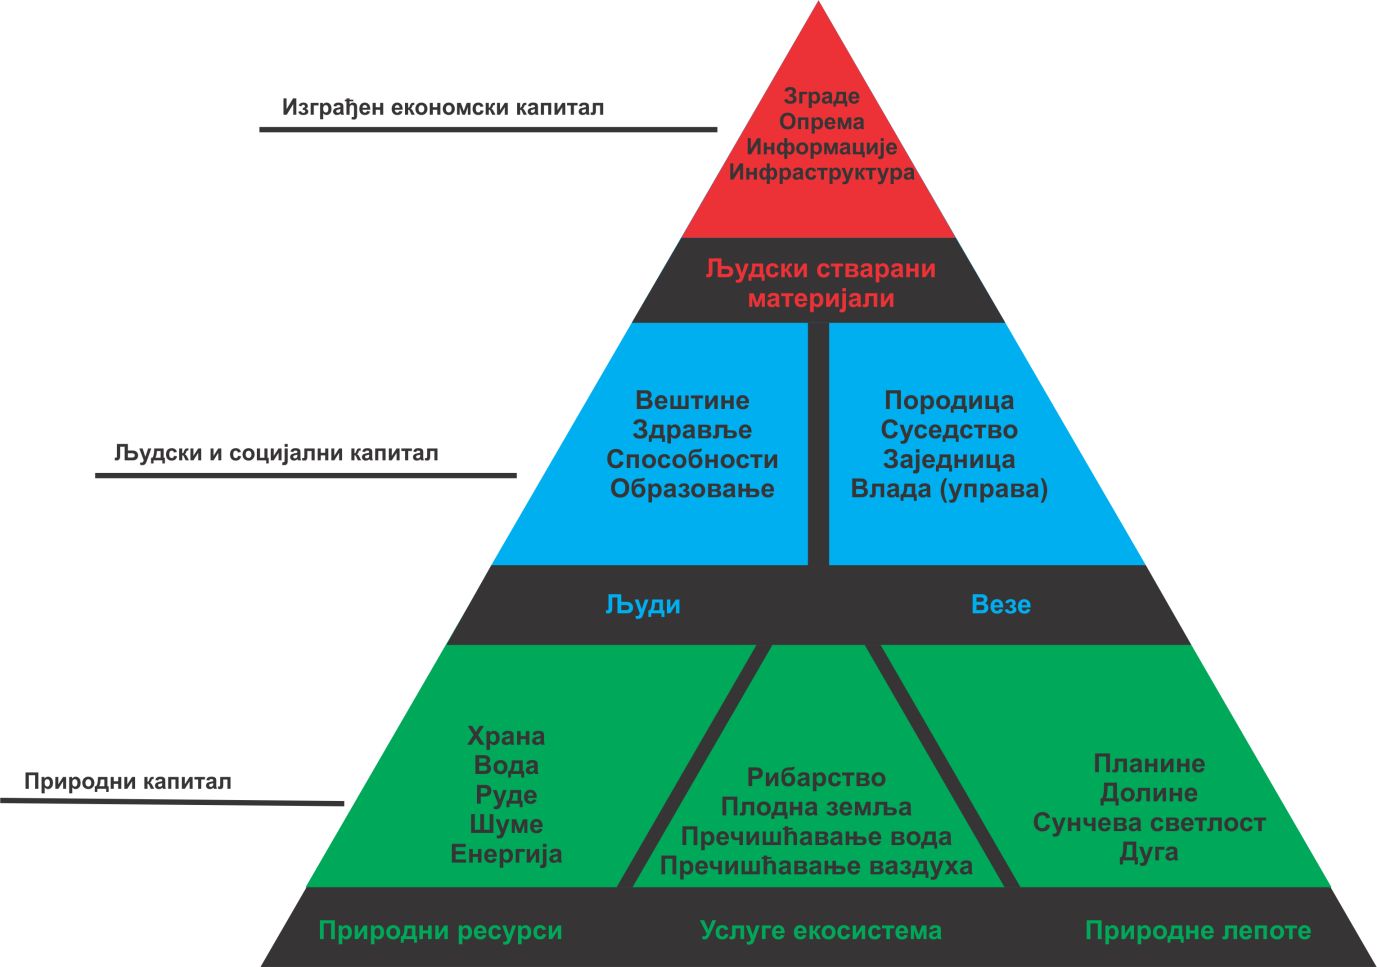 Изграђен економски капитал
Зграде
Опрема
Информације
Инфраструктура
Људски стварани
материјали
Људски и социјални капитал
Вештине
Здравље
Способности
Образовање
Породица
Суседство
Заједница
Влада (управа)
Људи
Везе
Природни капитал
Храна
Вода
Руде
Шуме
Енергија
Рибарство
Плодна земља
Пречишћавање вода
Пречишћавање ваздуха
Планине
Долине
Сунчева светлост
Дуга
Природни ресурси
Услуге екосистема
Природне лепоте